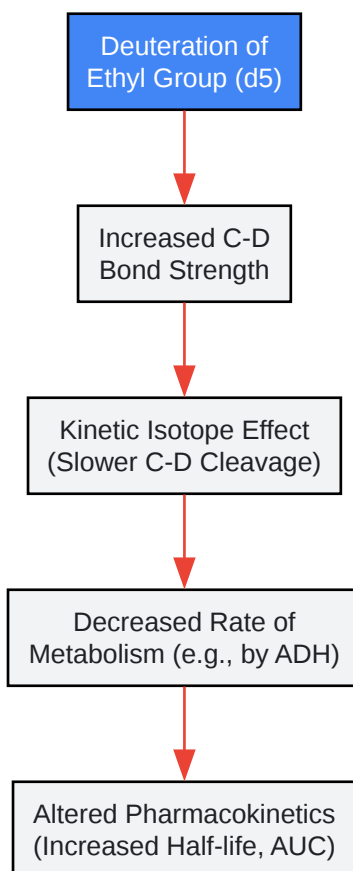 Deuteration of
Ethyl Group (d5)
Increased C-D
Bond Strength
Kinetic Isotope Effect
(Slower C-D Cleavage)
Decreased Rate of
Metabolism (e.g., by ADH)
Altered Pharmacokinetics
(Increased Half-life, AUC)